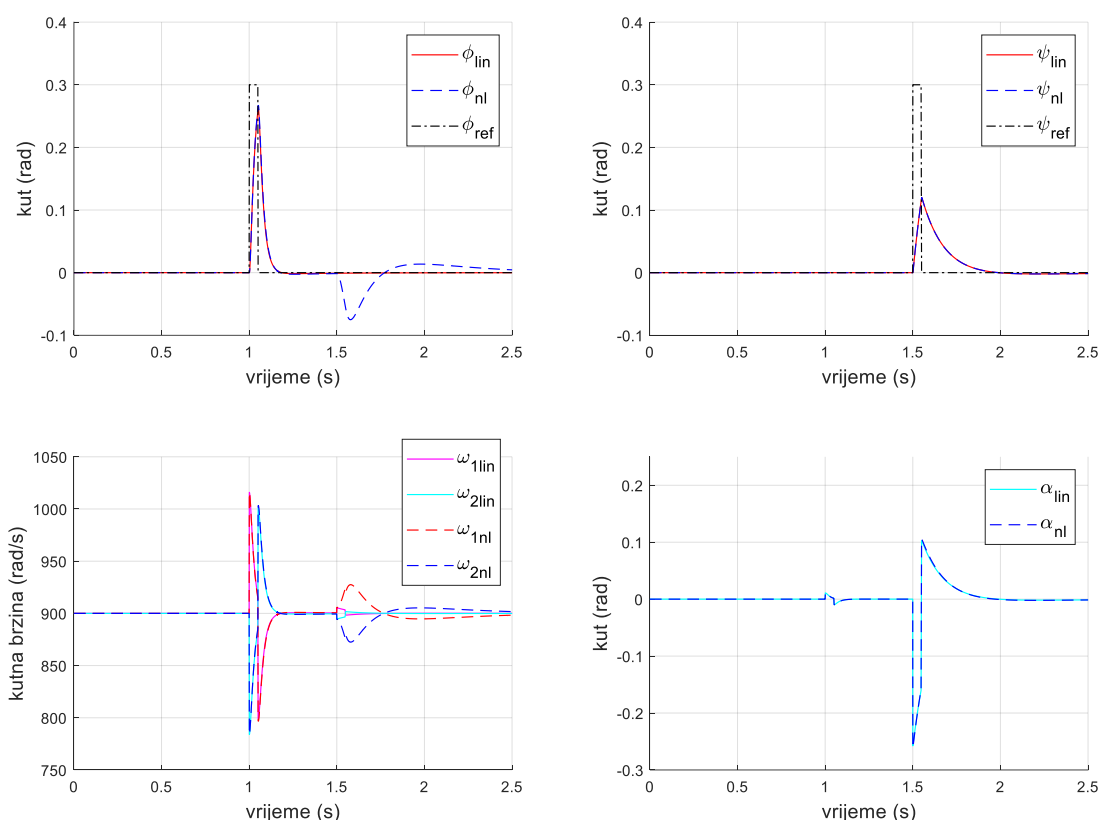 0.4
0.3
0.2
0.1
0
-0.1
kut (rad)
0
0.5
1
1.5
2
2.5
vrijeme (s)
ϕlin
ϕnl
ϕref
0.4
0.3
0.2
0.1
0
-0.1
kut (rad)
0
0.5
1
1.5
2
2.5
vrijeme (s)
ψlin
ψnl
ψref
1050
1000
950
900
850
800
750
kutna brzina (rad/s)
0
0.5
1
1.5
2
2.5
vrijeme (s)
ω1lin
ω2lin
ω1nl
ω2nl
0.2
0.1
0
-0.1
-0.2
-0.3
kut (rad)
0
0.5
1
1.5
2
2.5
vrijeme (s)
αlin
αnl